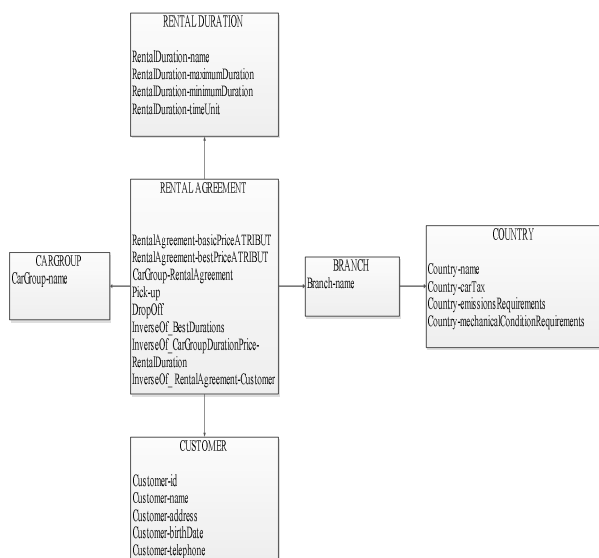 RENTAL DURATION
RentalDuration-name
RentalDuration-maximumDuration
RentalDuration-minimumDuration
RentalDuration-timeUnit
RENTAL AGREEMENT
RentalAgreement-basicPriceATRIBUT
RentalAgreement-bestPriceATRIBUT
CarGroup-RentalAgreement
Pick-up
DropOff
InverseOf_BestDurations
InverseOf_CarGroupDurationPrice-
RentalDuration
InverseOf_ RentalAgreement-Customer
CARGROUP
CarGroup-name
BRANCH
Branch-name
COUNTRY
Country-name
Country-carTax
Country-emissionsRequirements
Country-mechanicalConditionRequirements
CUSTOMER
Customer-id
Customer-name
Customer-address
Customer-birthDate
Customer-telephone